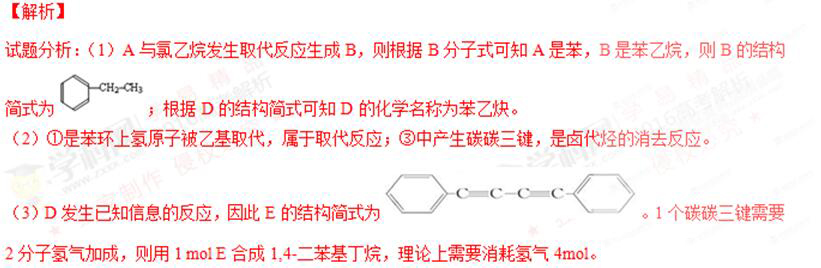 【解析】
试题分析：（1）A 与氯乙烷发生取代反应生成 B，则根据 B 分子式可知 A 是苯，B 是苯乙烷，则 B 的结构
简式为 CH₂-CH₃ ；根据 D 的结构简式可知 D 的化学名称为苯乙炔。
（2）①是苯环上氢原子被乙基取代，属于取代反应；③中产生碳碳三键，是卤代烃的消去反应。
（3）D 发生已知信息的反应，因此 E 的结构简式为 C≡C—C≡C 。1 个碳碳三键需要
2 分子氢气加成，则用 1 mol E 合成 1,4-二苯基丁烷，理论上需要消耗氢气 4mol。